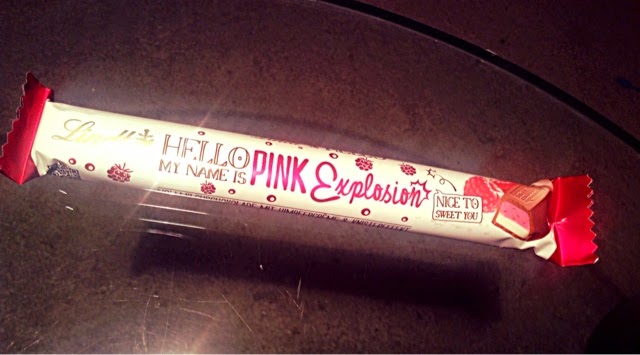 Lindt
HELLO
MY NAME IS
PINK Explosion
NICE TO
SWEET YOU